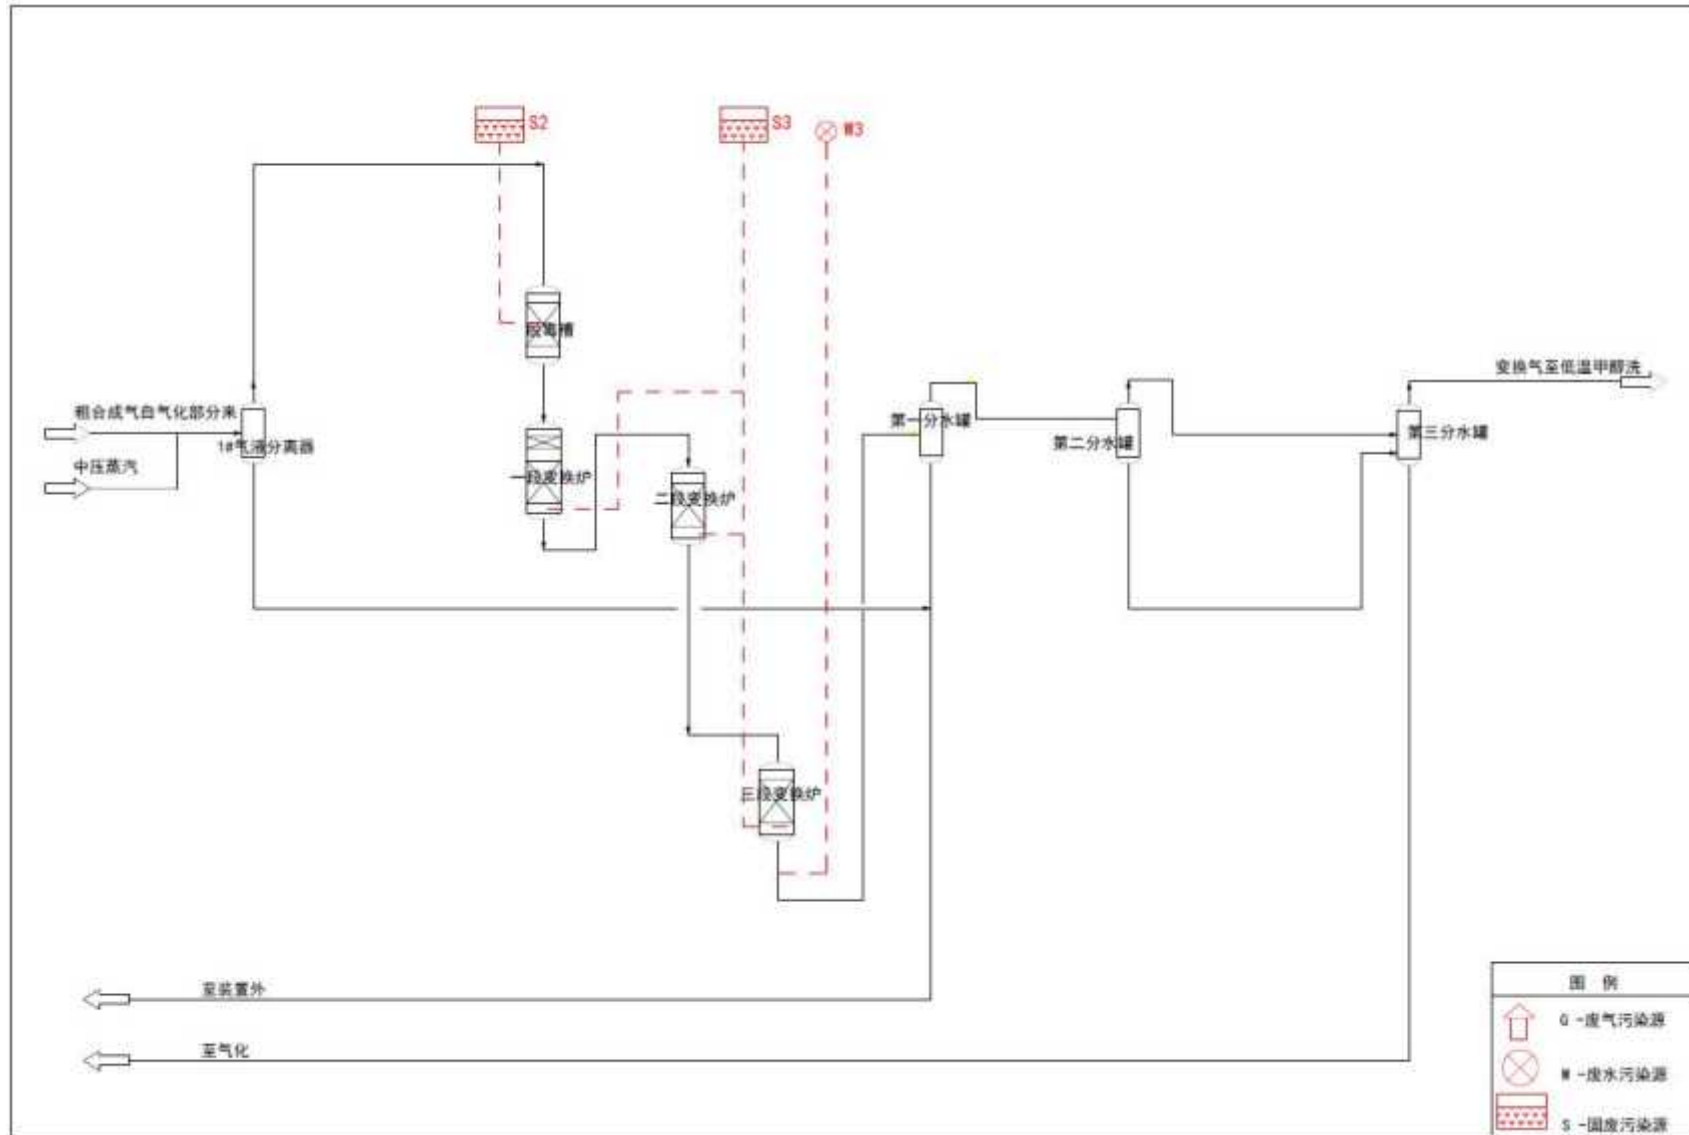 S2
S3
W3
脱毒槽
变换气至低温甲醇洗
粗合成气自气化部分来
1#气液分离器
中压蒸汽
一段变换炉
二段变换炉
第一分水罐
第二分水罐
第三分水罐
三段变换炉
至装置外
至气化
图 例
G -废气污染源
W -废水污染源
S -固废污染源